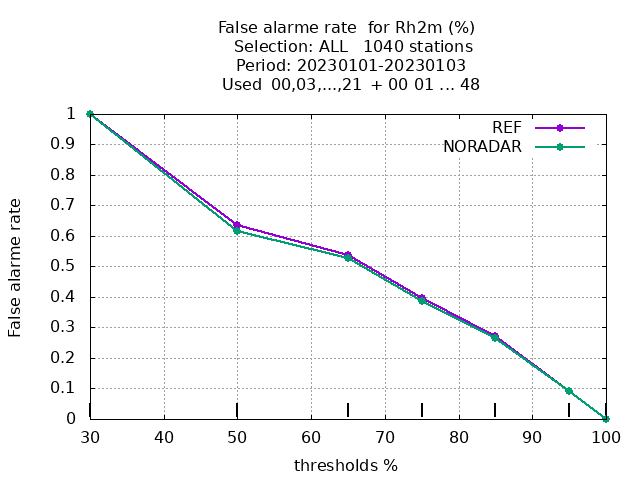 False alarme rate  for Rh2m (%)
Selection: ALL   1040 stations
Period: 20230101-20230103
Used  00,03,...,21  + 00 01 ... 48
REF
NORADAR
False alarme rate
1
0.9
0.8
0.7
0.6
0.5
0.4
0.3
0.2
0.1
0
30 40 50 60 70 80 90 100
thresholds %